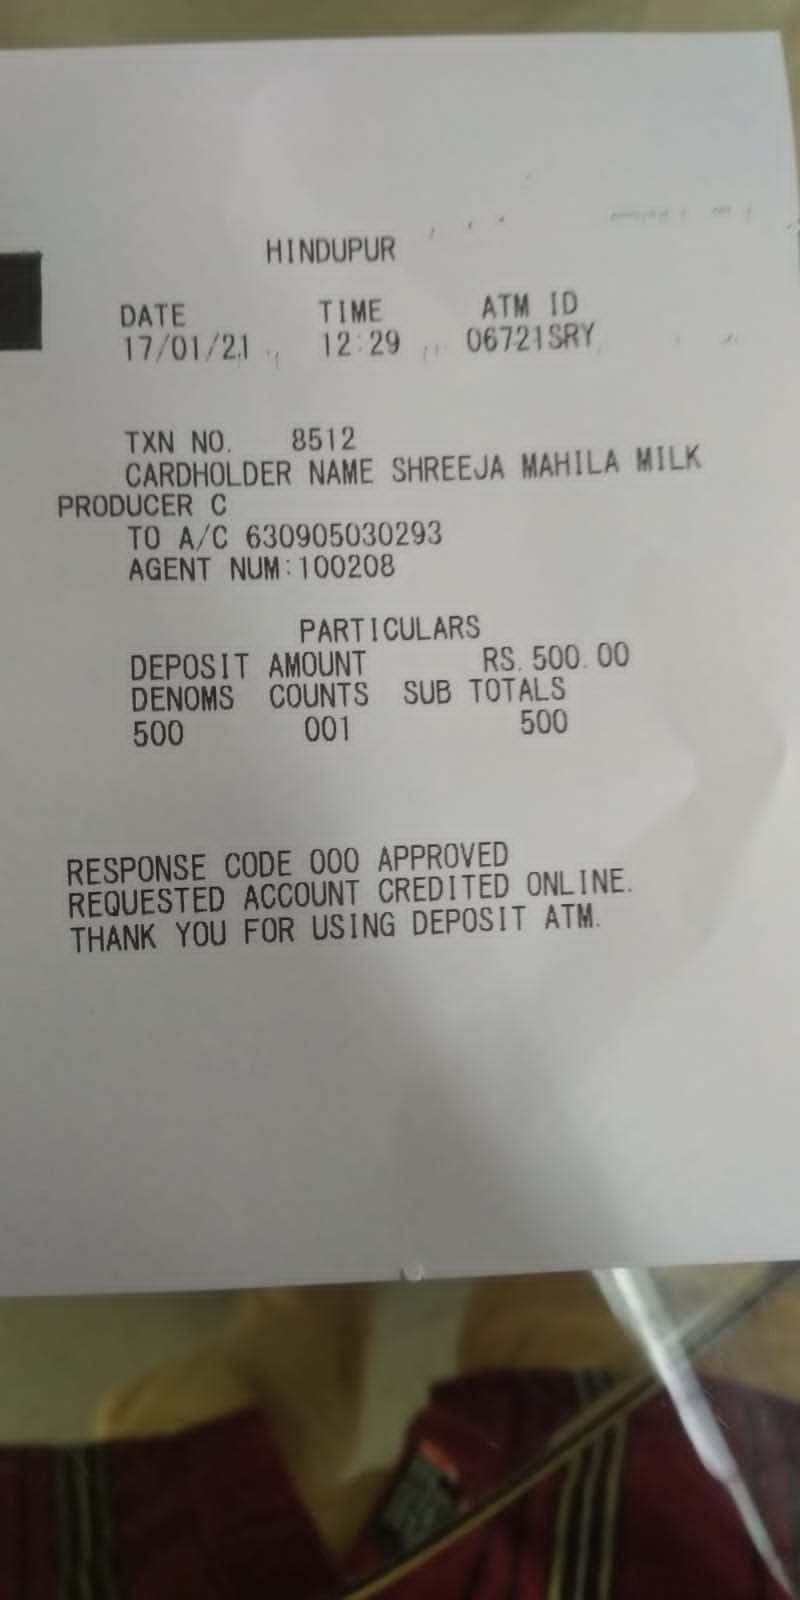 HINDUPUR
DATE TIME ATM ID
17/01/21 12:29 06721SRY
TXN NO. 8512
CARDHOLDER NAME SHREEJA MAHILA MILK
PRODUCER C
TO A/C 630905030293
AGENT NUM:100208
PARTICULARS
DEPOSIT AMOUNT RS.500.00
DENOMS COUNTS SUB TOTALS
500 001 500
RESPONSE CODE 000 APPROVED
REQUESTED ACCOUNT CREDITED ONLINE.
THANK YOU FOR USING DEPOSIT ATM.